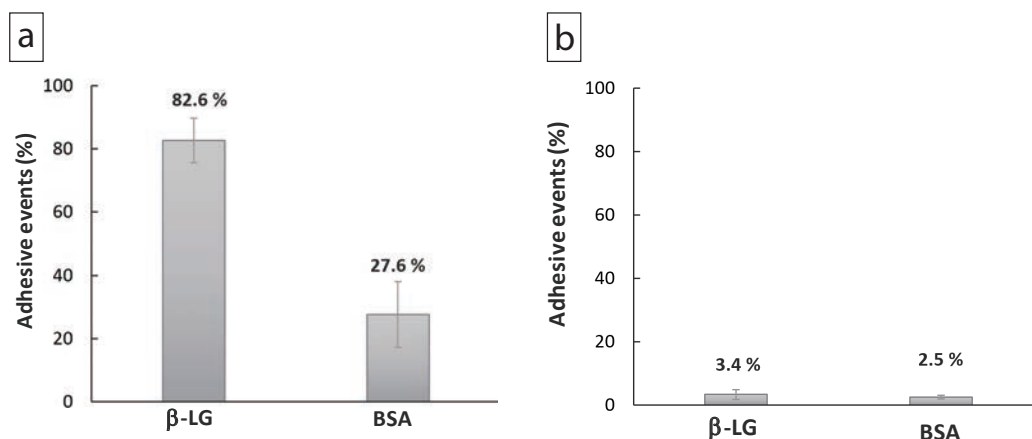 a
Adhesive events (%)
100
80
60
40
20
0
82.6 %
27.6 %
β-LG
BSA
b
Adhesive events (%)
100
80
60
40
20
0
3.4 %
2.5 %
β-LG
BSA